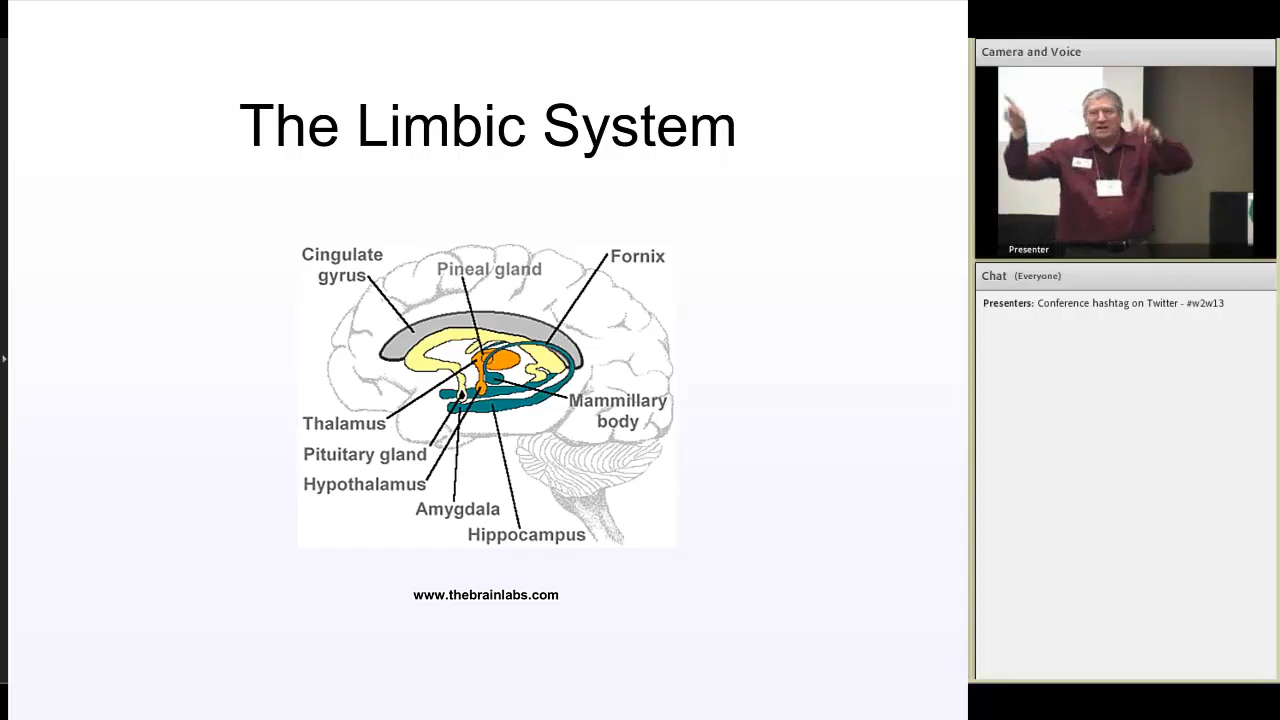 The Limbic System
Cingulate
gyrus
Pineal gland
Fornix
Thalamus
Mammillary
body
Pituitary gland
Hypothalamus
Amygdala
Hippocampus
www.thebrainlabs.com
Camera and Voice
Presenter
Chat (Everyone)
Presenters: Conference hashtag on Twitter - #w2w13